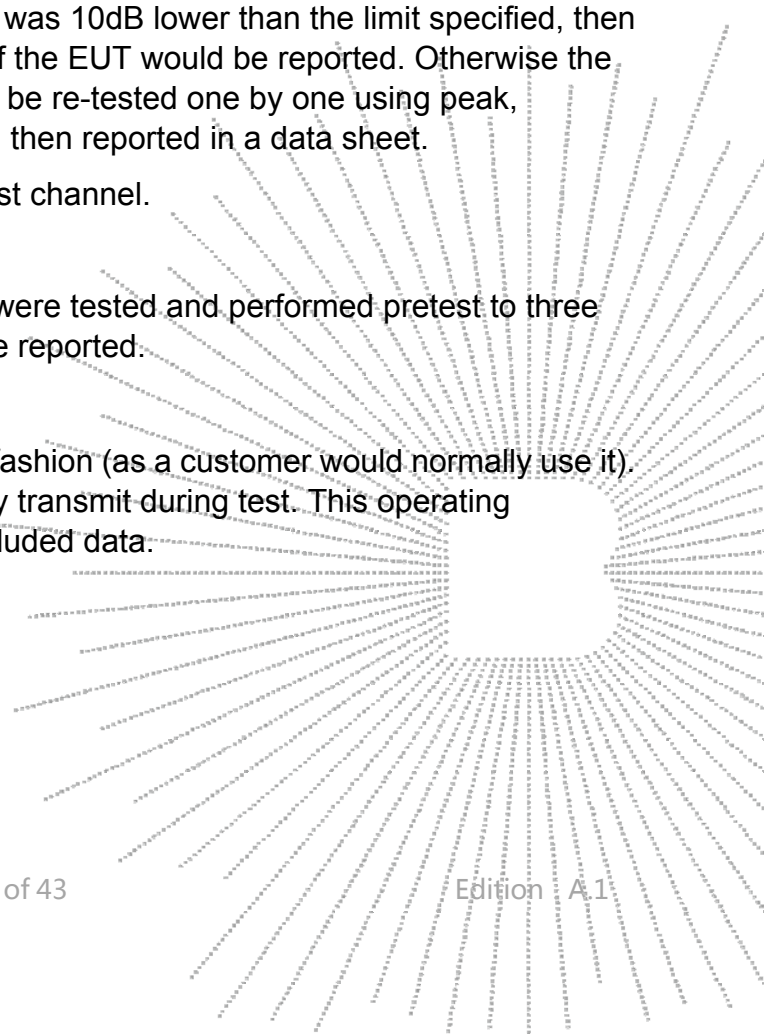 was 10dB lower than the limit specified, then
f the EUT would be reported. Otherwise the
be re-tested one by one using peak,
then reported in a data sheet.
st channel.
were tested and performed pretest to three
e reported.
ashion (as a customer would normally use it).
y transmit during test. This operating
luded data.
of 43 Edition : A.1